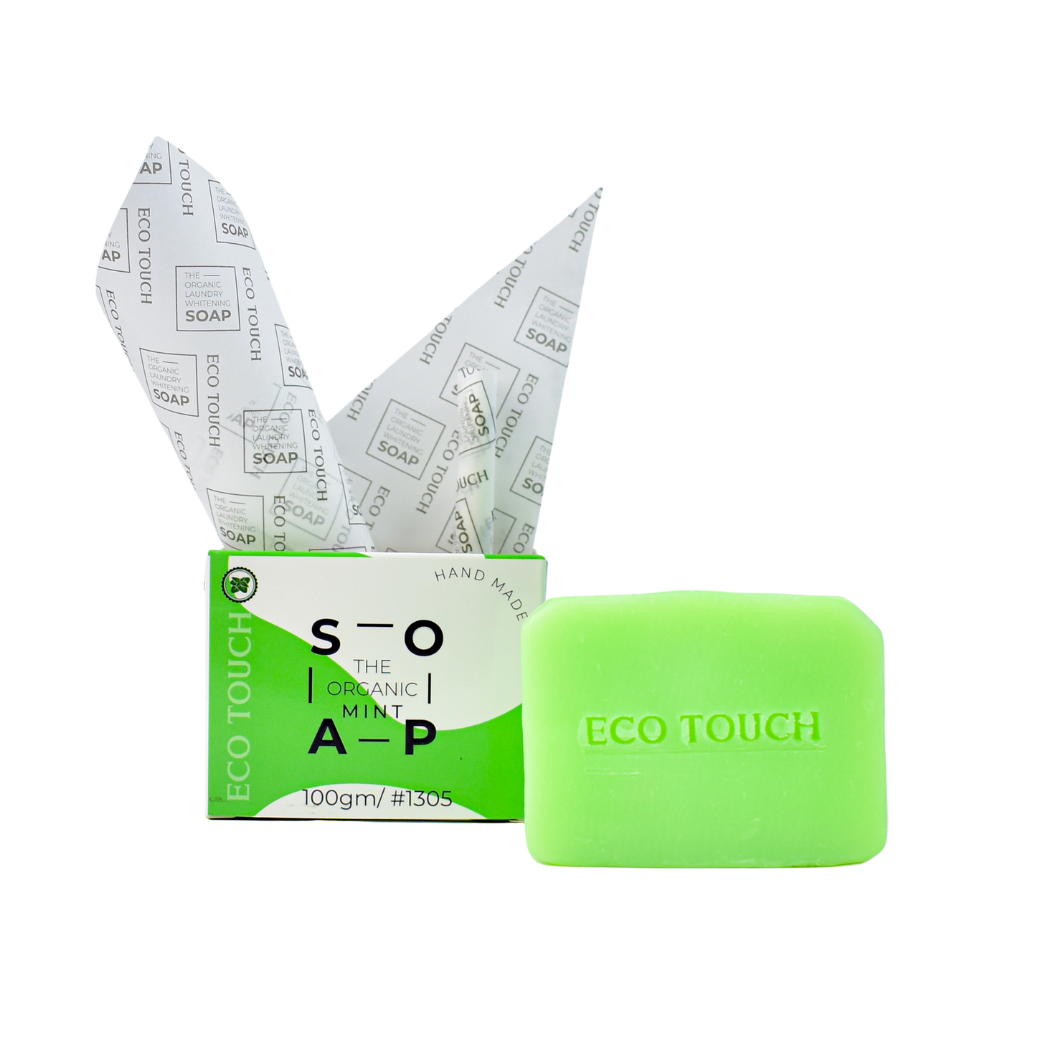 THE
ORGANIC
LAUNDRY
WHITENING
SOAP
ECO TOUCH
HAND MADE
ECO TOUCH
S — O
THE
ORGANIC
MINT
A — P
100gm/ #1305
ECO TOUCH